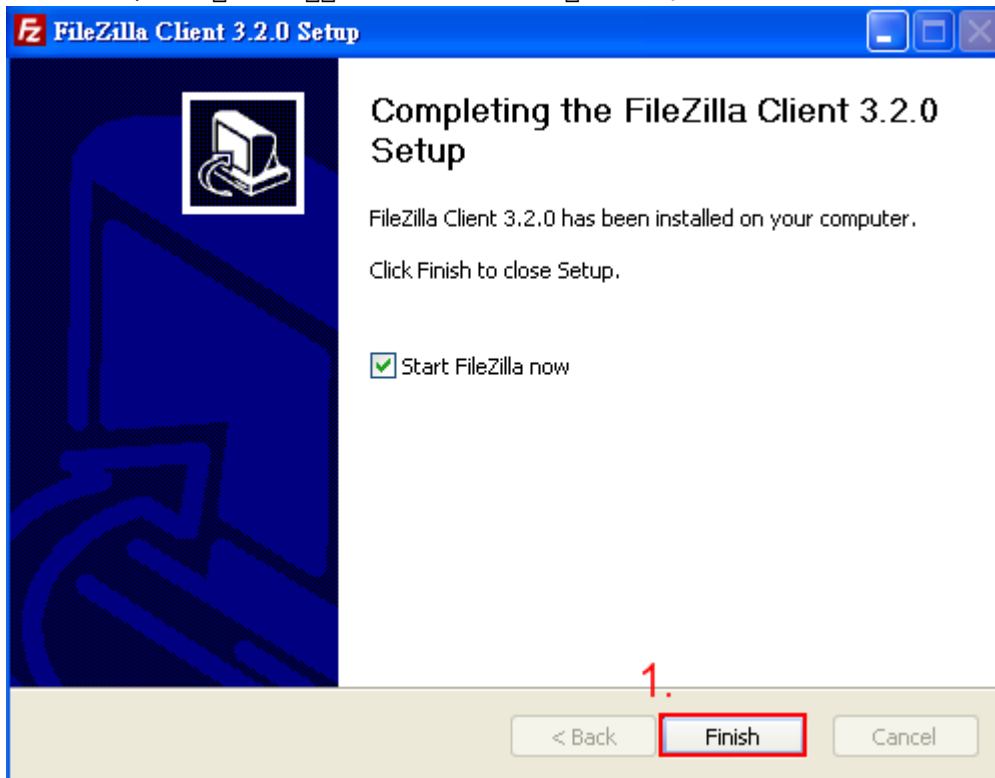 FileZilla Client 3.2.0 Setup
Completing the FileZilla Client 3.2.0
Setup
FileZilla Client 3.2.0 has been installed on your computer.
Click Finish to close Setup.
Start FileZilla now
1.
< Back
Finish
Cancel